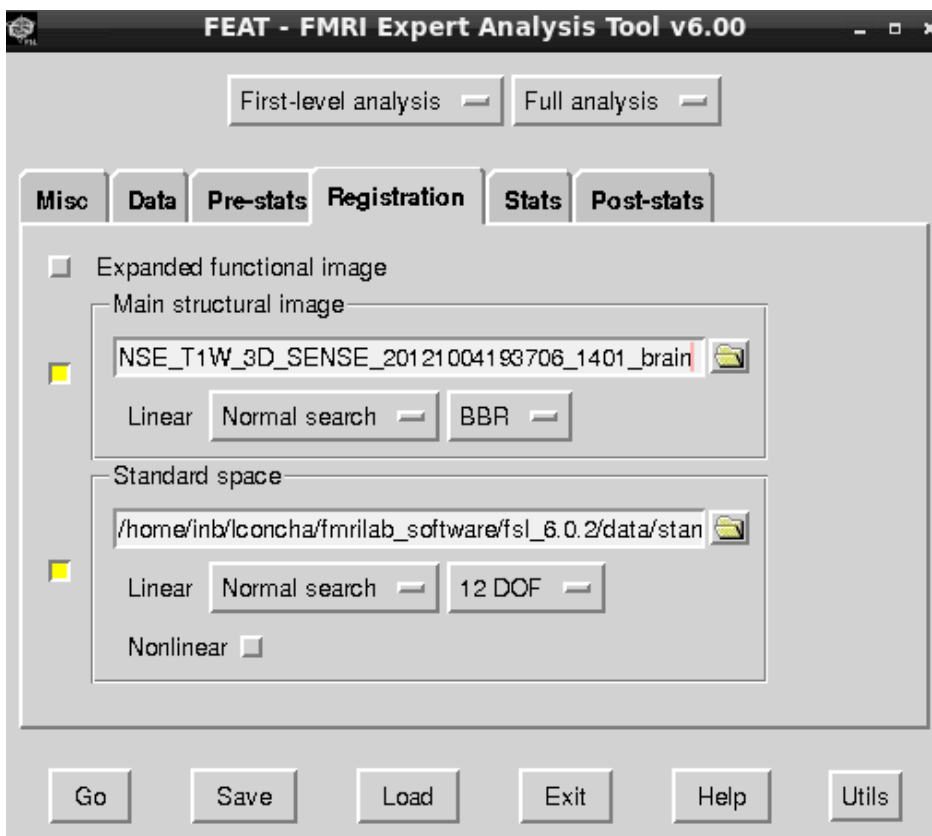 FEAT - FMRI Expert Analysis Tool v6.00
First-level analysis Full analysis
Misc Data Pre-stats Registration Stats Post-stats
Expanded functional image
Main structural image
NSE_T1W_3D_SENSE_20121004193706_1401_brain
Linear Normal search BBR
Standard space
/home/inb/lconcha/fmrilab_software/fsl_6.0.2/data/stan
Linear Normal search 12 DOF
Nonlinear
Go Save Load Exit Help Utils